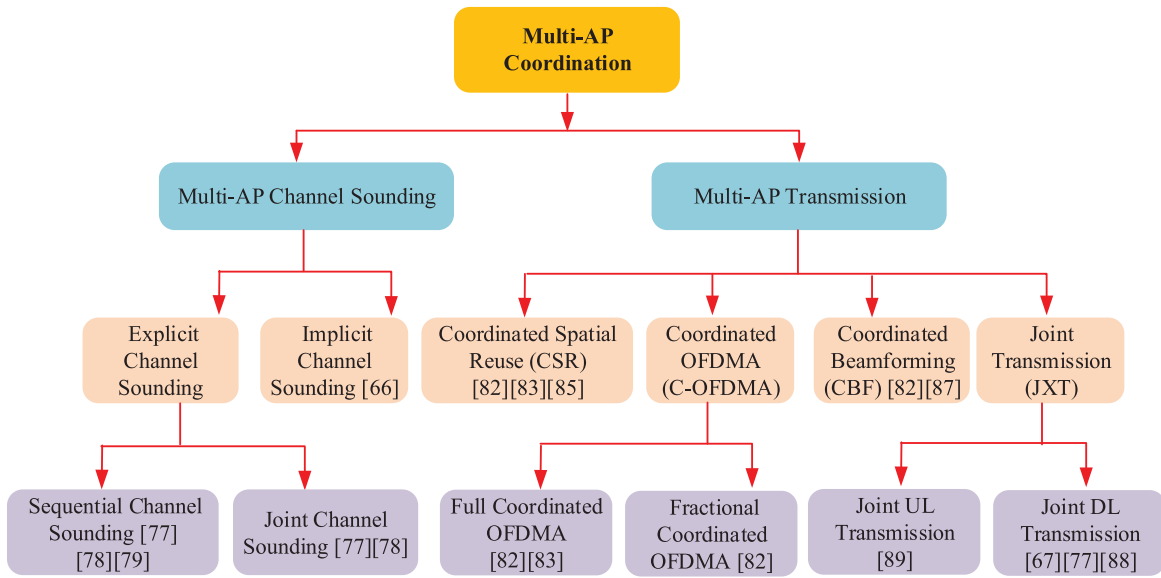 Multi-AP
Coordination
Multi-AP Channel Sounding
Multi-AP Transmission
Explicit
Channel
Sounding
Implicit
Channel
Sounding [66]
Coordinated Spatial
Reuse (CSR)
[82][83][85]
Coordinated
OFDMA
(C-OFDMA)
Coordinated
Beamforming
(CBF) [82][87]
Joint
Transmission
(JXT)
Sequential Channel
Sounding [77]
[78][79]
Joint Channel
Sounding [77][78]
Full Coordinated
OFDMA
[82][83]
Fractional
Coordinated
OFDMA [82]
Joint UL
Transmission
[89]
Joint DL
Transmission
[67][77][88]